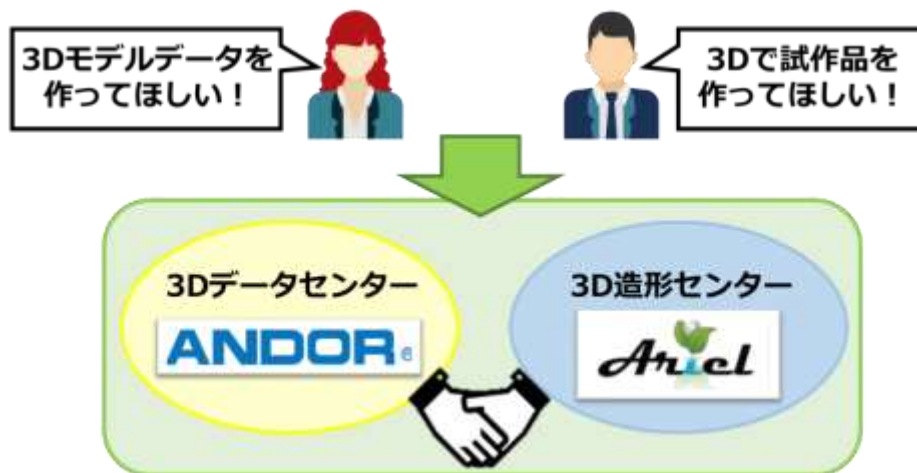 3Dモデルデータを
作ってほしい！
3Dで試作品を
作ってほしい！
3Dデータセンター
ANDOR®
3D造形センター
Ariel